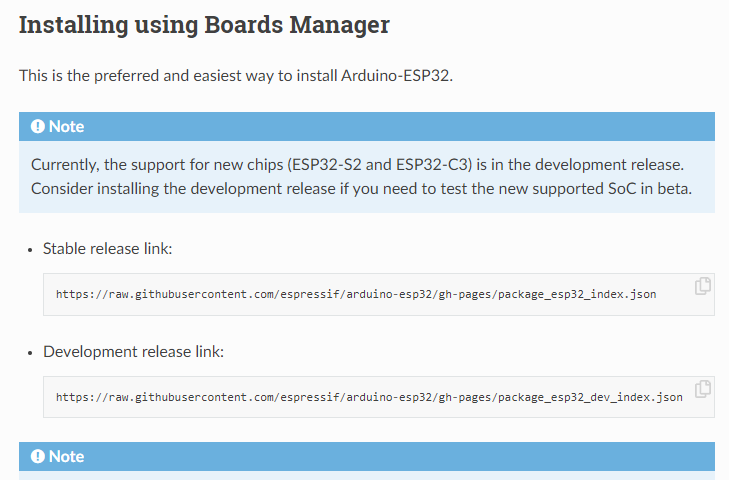 Installing using Boards Manager
This is the preferred and easiest way to install Arduino-ESP32.
Note
Currently, the support for new chips (ESP32-S2 and ESP32-C3) is in the development release.
Consider installing the development release if you need to test the new supported SoC in beta.
Stable release link:
https://raw.githubusercontent.com/espressif/arduino-esp32/gh-pages/package_esp32_index.json
Development release link:
https://raw.githubusercontent.com/espressif/arduino-esp32/gh-pages/package_esp32_dev_index.json
Note